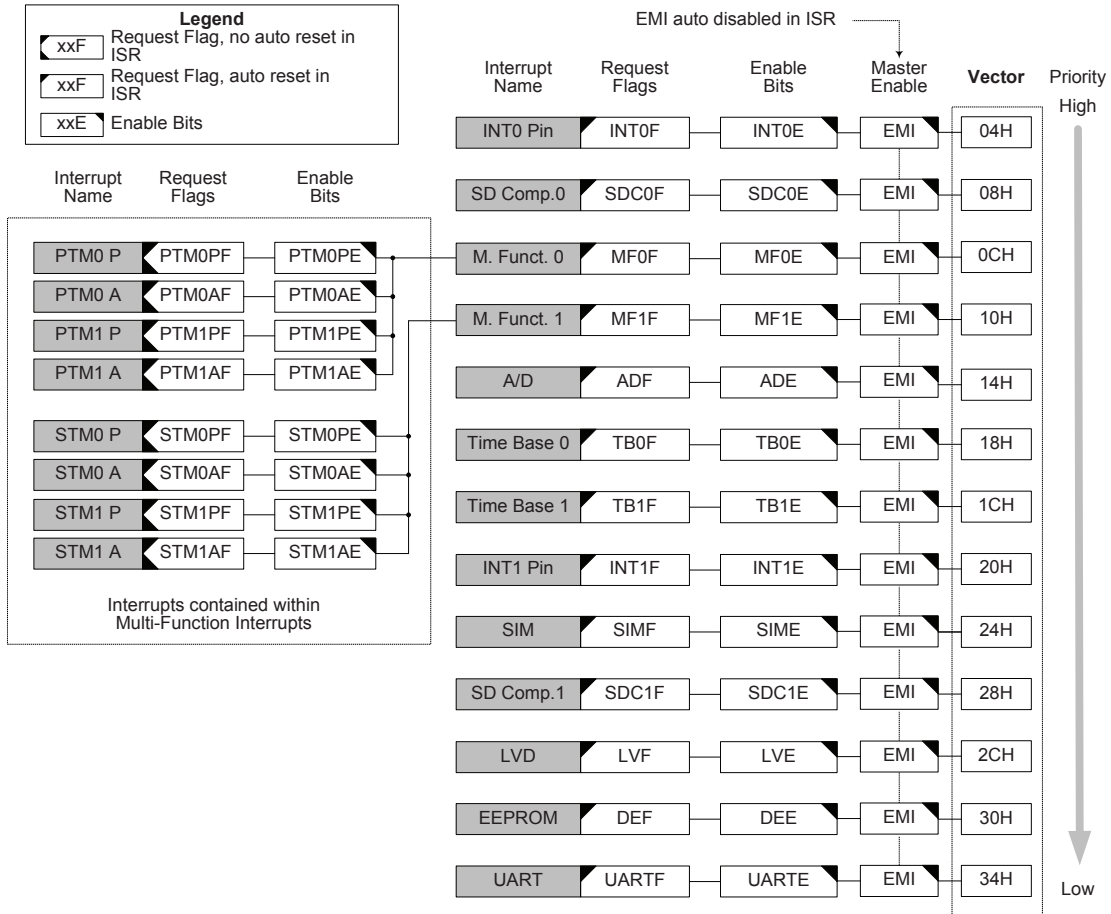 Legend
xxF Request Flag, no auto reset in
ISR
xxF Request Flag, auto reset in
ISR
xxE Enable Bits
EMI auto disabled in ISR
Interrupt Name Request Flags Enable Bits
PTM0 P PTM0PF PTM0PE
PTM0 A PTM0AF PTM0AE
PTM1 P PTM1PF PTM1PE
PTM1 A PTM1AF PTM1AE
STM0 P STM0PF STM0PE
STM0 A STM0AF STM0AE
STM1 P STM1PF STM1PE
STM1 A STM1AF STM1AE
Interrupts contained within
Multi-Function Interrupts
Interrupt Name Request Flags Enable Bits Master Enable Vector Priority
High
INT0 Pin INT0F INT0E EMI 04H
SD Comp.0 SDC0F SDC0E EMI 08H
M. Funct. 0 MF0F MF0E EMI 0CH
M. Funct. 1 MF1F MF1E EMI 10H
A/D ADF ADE EMI 14H
Time Base 0 TB0F TB0E EMI 18H
Time Base 1 TB1F TB1E EMI 1CH
INT1 Pin INT1F INT1E EMI 20H
SIM SIMF SIME EMI 24H
SD Comp.1 SDC1F SDC1E EMI 28H
LVD LVF LVE EMI 2CH
EEPROM DEF DEE EMI 30H
UART UARTF UARTE EMI 34H
Low